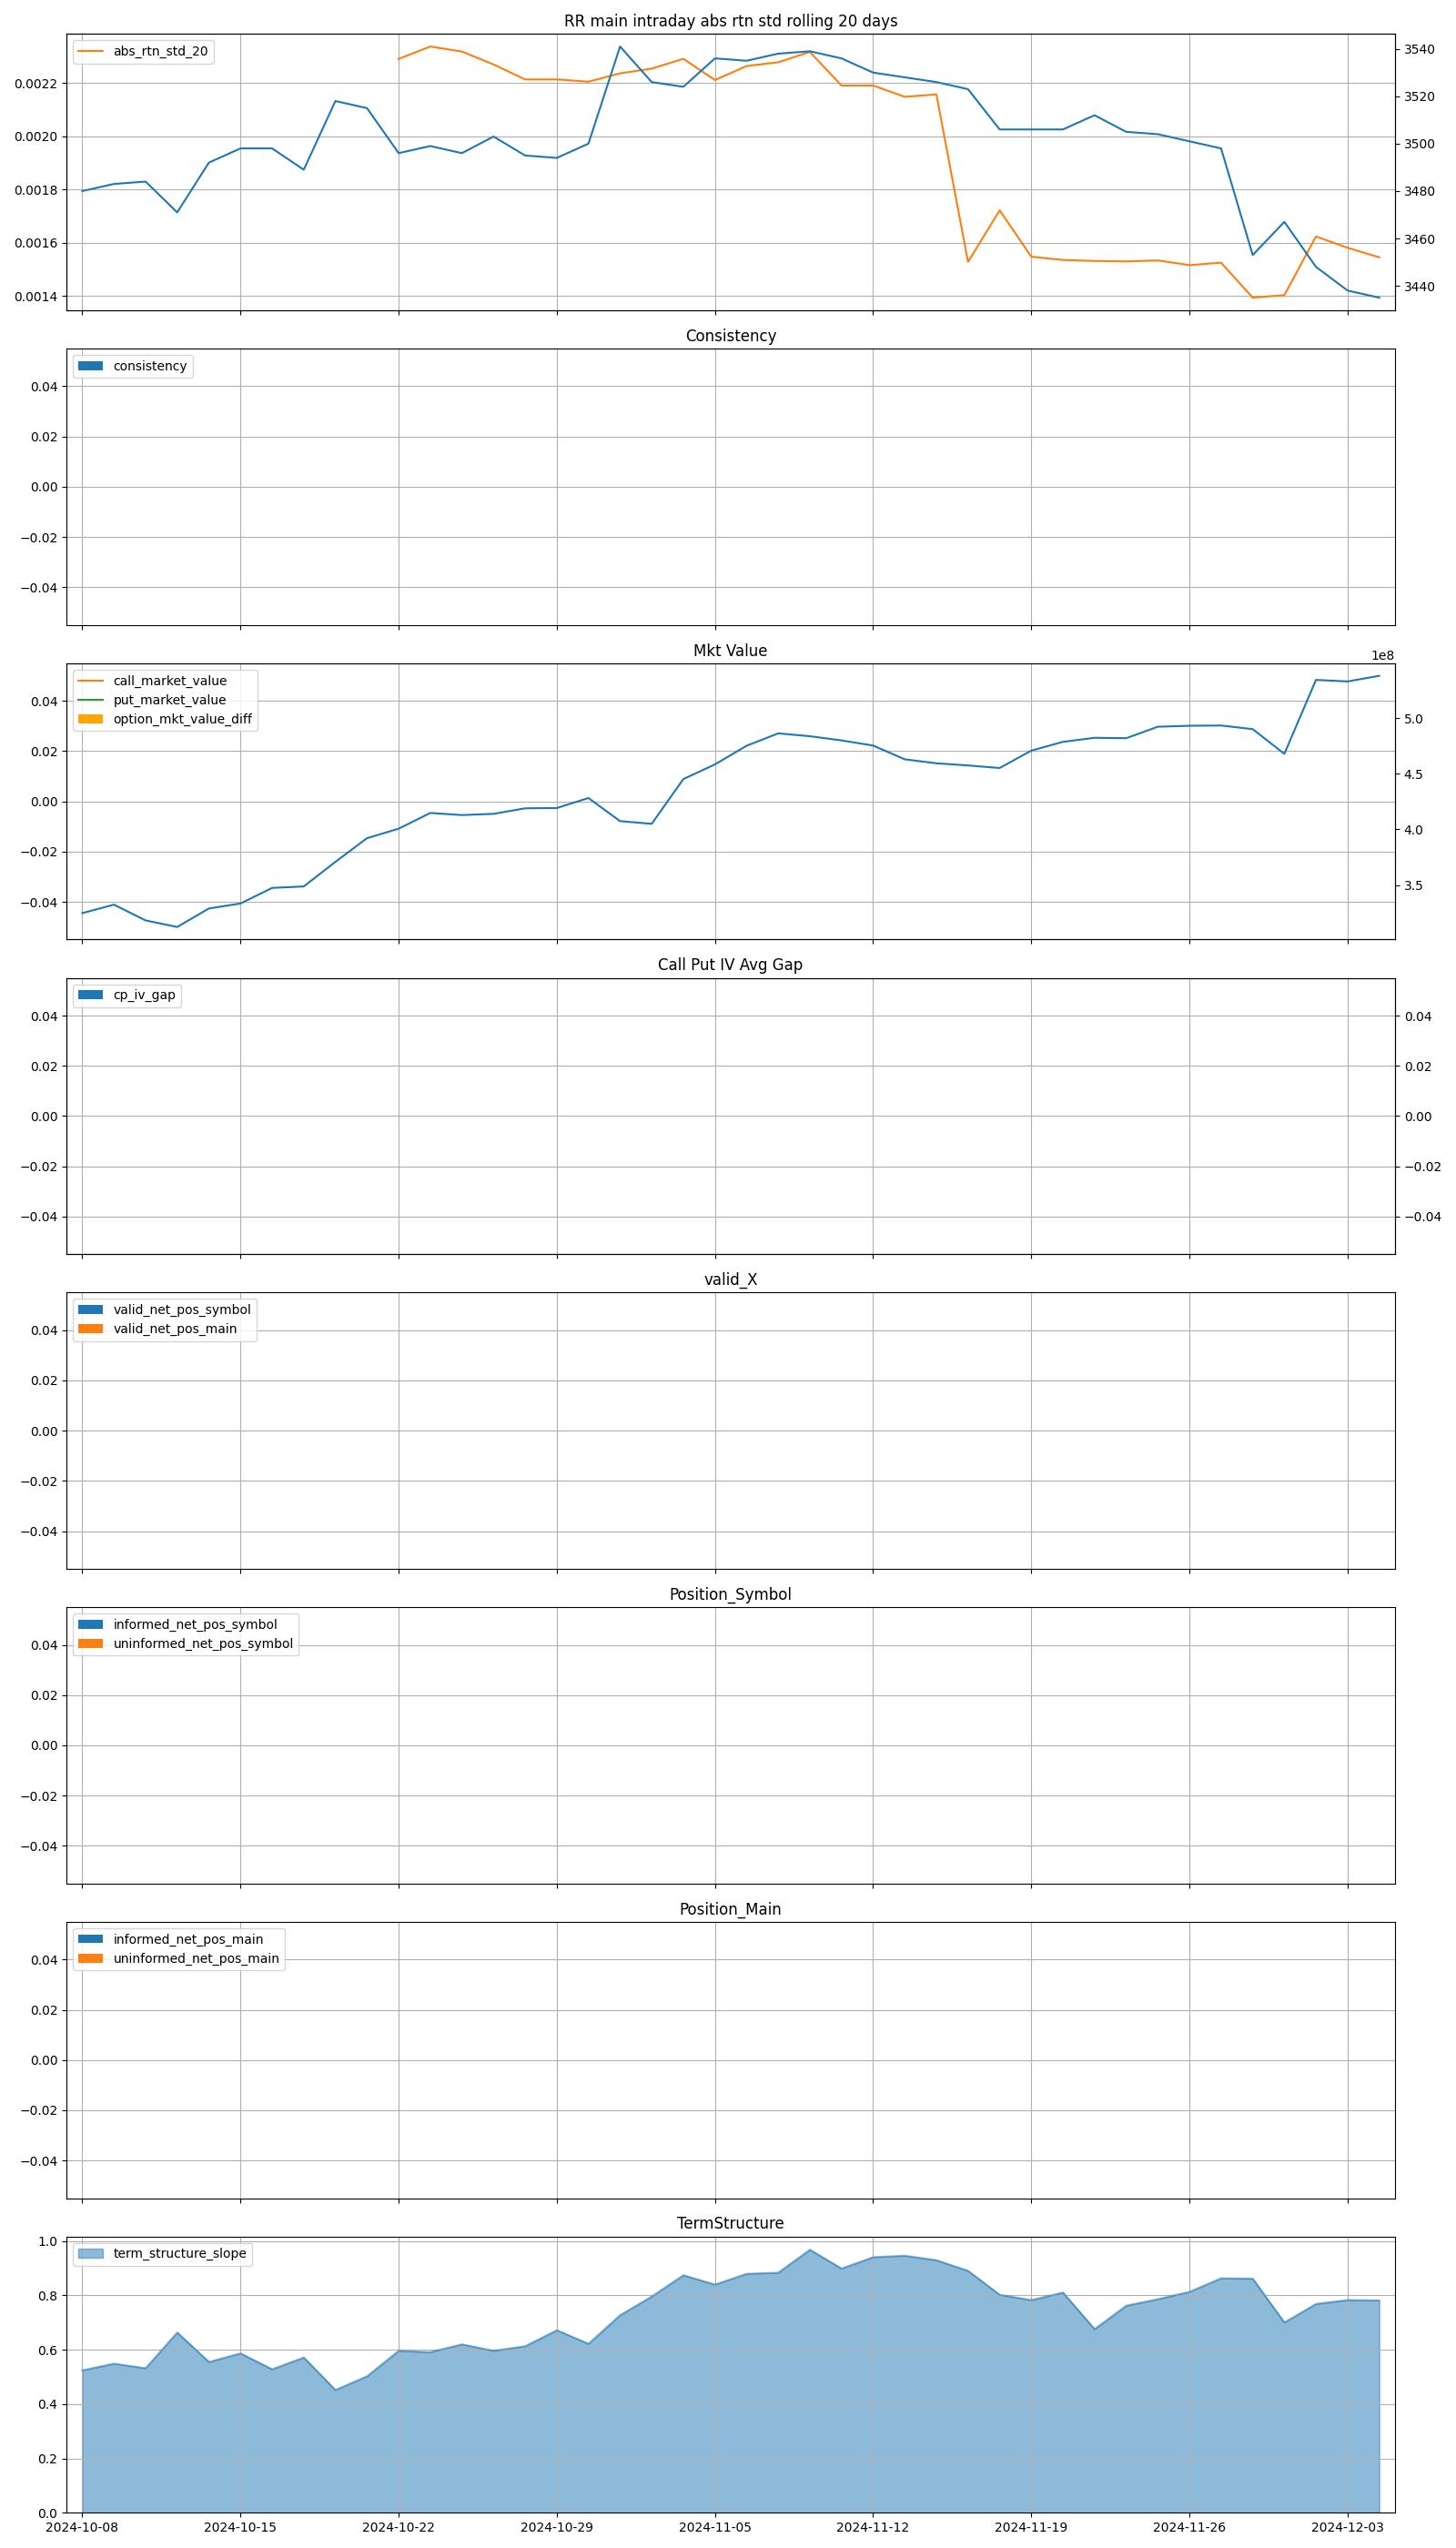 RR main intraday abs rtn std rolling 20 days
abs_rtn_std_20
0.0022
0.0020
0.0018
0.0016
0.0014
3540
3520
3500
3480
3460
3440
Consistency
consistency
0.04
0.02
0.00
−0.02
−0.04
Mkt Value
1e8
call_market_value
put_market_value
option_mkt_value_diff
0.04
0.02
0.00
−0.02
−0.04
5.0
4.5
4.0
3.5
Call Put IV Avg Gap
cp_iv_gap
0.04
0.02
0.00
−0.02
−0.04
0.04
0.02
0.00
−0.02
−0.04
valid_X
valid_net_pos_symbol
valid_net_pos_main
0.04
0.02
0.00
−0.02
−0.04
Position_Symbol
informed_net_pos_symbol
uninformed_net_pos_symbol
0.04
0.02
0.00
−0.02
−0.04
Position_Main
informed_net_pos_main
uninformed_net_pos_main
0.04
0.02
0.00
−0.02
−0.04
TermStructure
term_structure_slope
1.0
0.8
0.6
0.4
0.2
0.0
2024-10-08 2024-10-15 2024-10-22 2024-10-29 2024-11-05 2024-11-12 2024-11-19 2024-11-26 2024-12-03